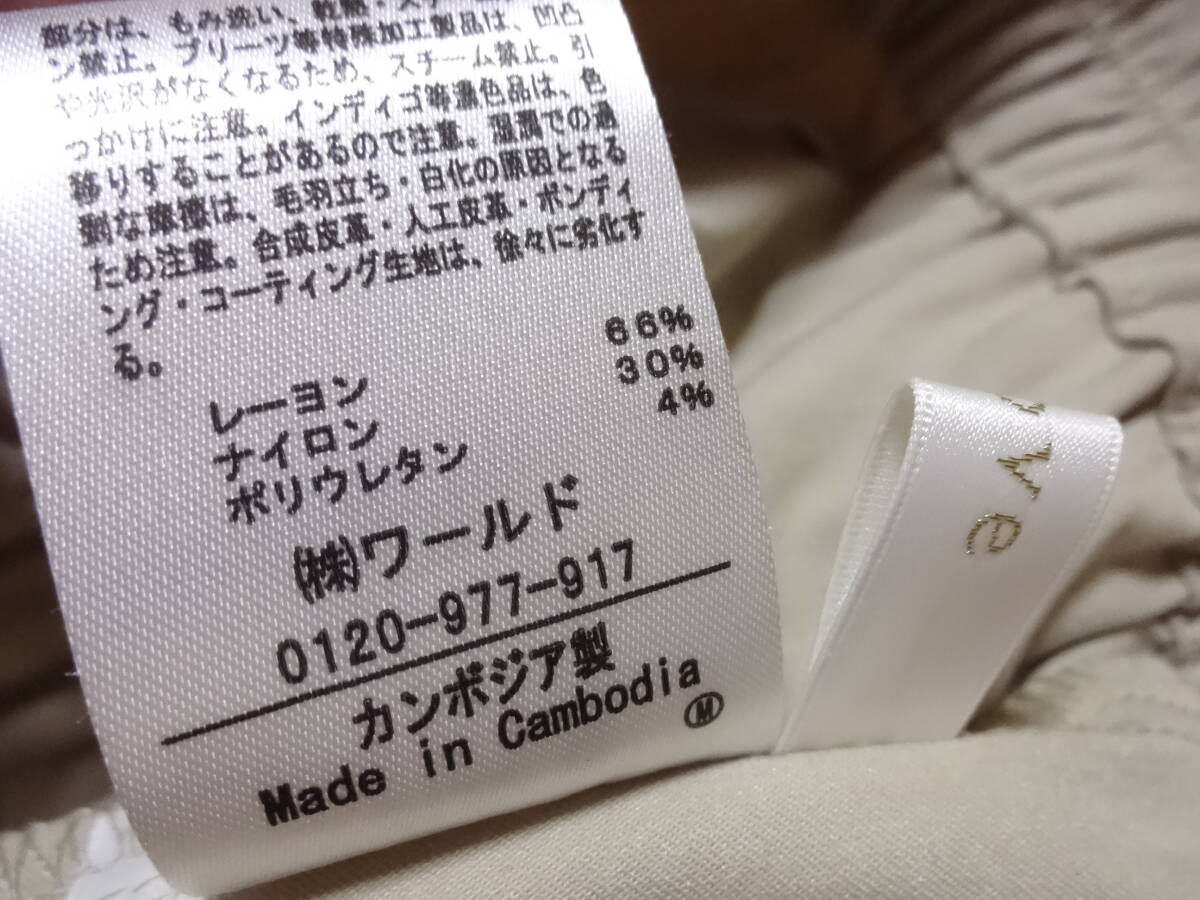 部分は、もみ洗い、乾燥・スチ
ン禁止。プリーツ等特殊加工製品は、凹凸
や光沢がなくなるため、スチーム禁止。引
っかけに注意。インディゴ等濃色品は、色
移りすることがあるので注意。湿潤での過
剰な摩擦は、毛羽立ち・白化の原因となる
ため注意。合成皮革・人工皮革・ボンディ
ング・コーティング生地は、徐々に劣化す
る。
レーヨン 66%
ナイロン 30%
ポリウレタン 4%
㈱ワールド
0120-977-917
カンボジア製
Made in Cambodia
Ⓜ
ve